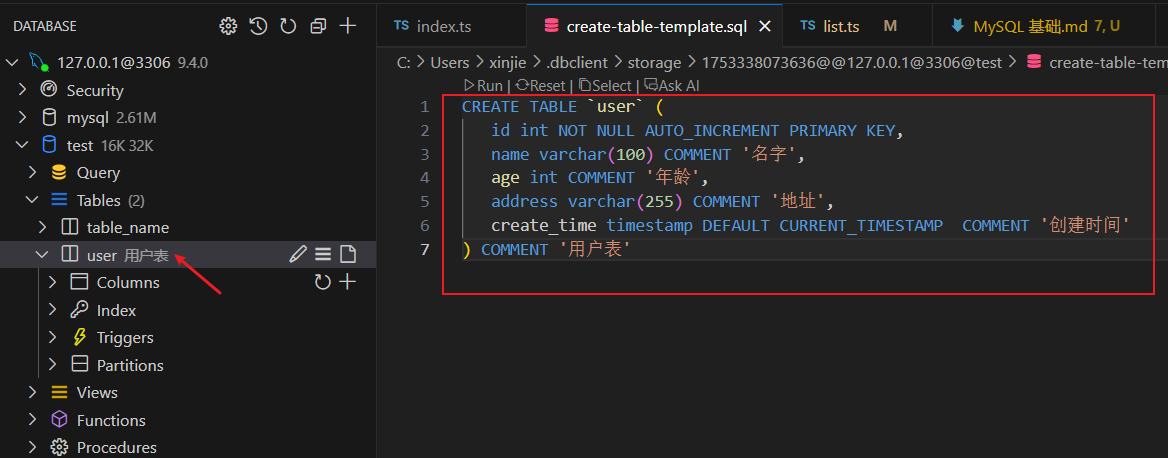 DATABASE
127.0.0.1@3306 9.4.0
Security
mysql 2.61M
test 16K 32K
Query
Tables (2)
table_name
user 用户表
Columns
Index
Triggers
Partitions
Views
Functions
Procedures
TS index.ts
create-table-template.sql
TS list.ts M
MySQL 基础.md 7, U
C: > Users > xinjie > .dbclient > storage > 1753338073636@@127.0.0.1@3306@test > create-table-tem
Run | Reset | Select | Ask AI
1 CREATE TABLE `user` (
2 id int NOT NULL AUTO_INCREMENT PRIMARY KEY,
3 name varchar(100) COMMENT '名字',
4 age int COMMENT '年龄',
5 address varchar(255) COMMENT '地址',
6 create_time timestamp DEFAULT CURRENT_TIMESTAMP  COMMENT '创建时间'
7 ) COMMENT '用户表'